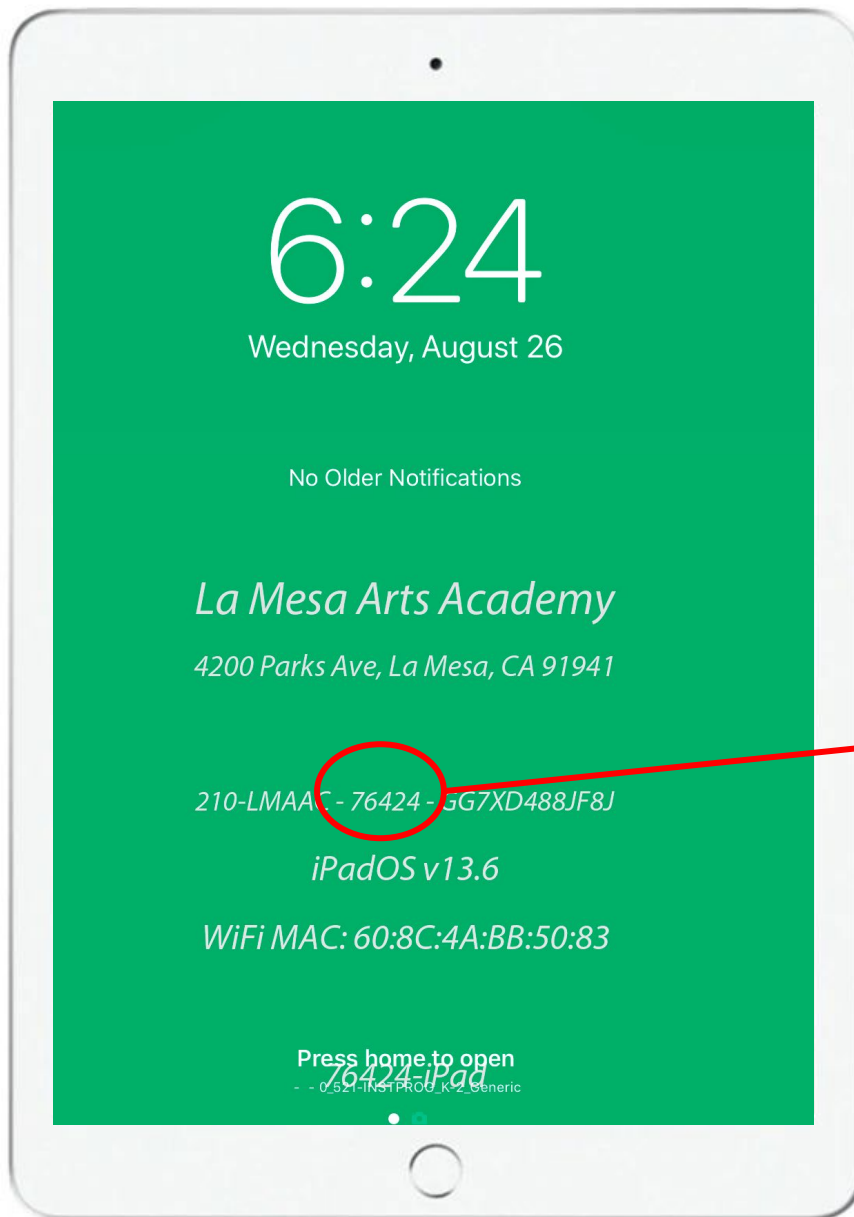 6:24
Wednesday, August 26
No Older Notifications
La Mesa Arts Academy
4200 Parks Ave, La Mesa, CA 91941
210-LMAAC - 76424 - GG7XD488JF8J
iPadOS v13.6
WiFi MAC: 60:8C:4A:BB:50:83
Press home to open
76424-iPad
- - 0_521-INSTPROG_K-2_Generic